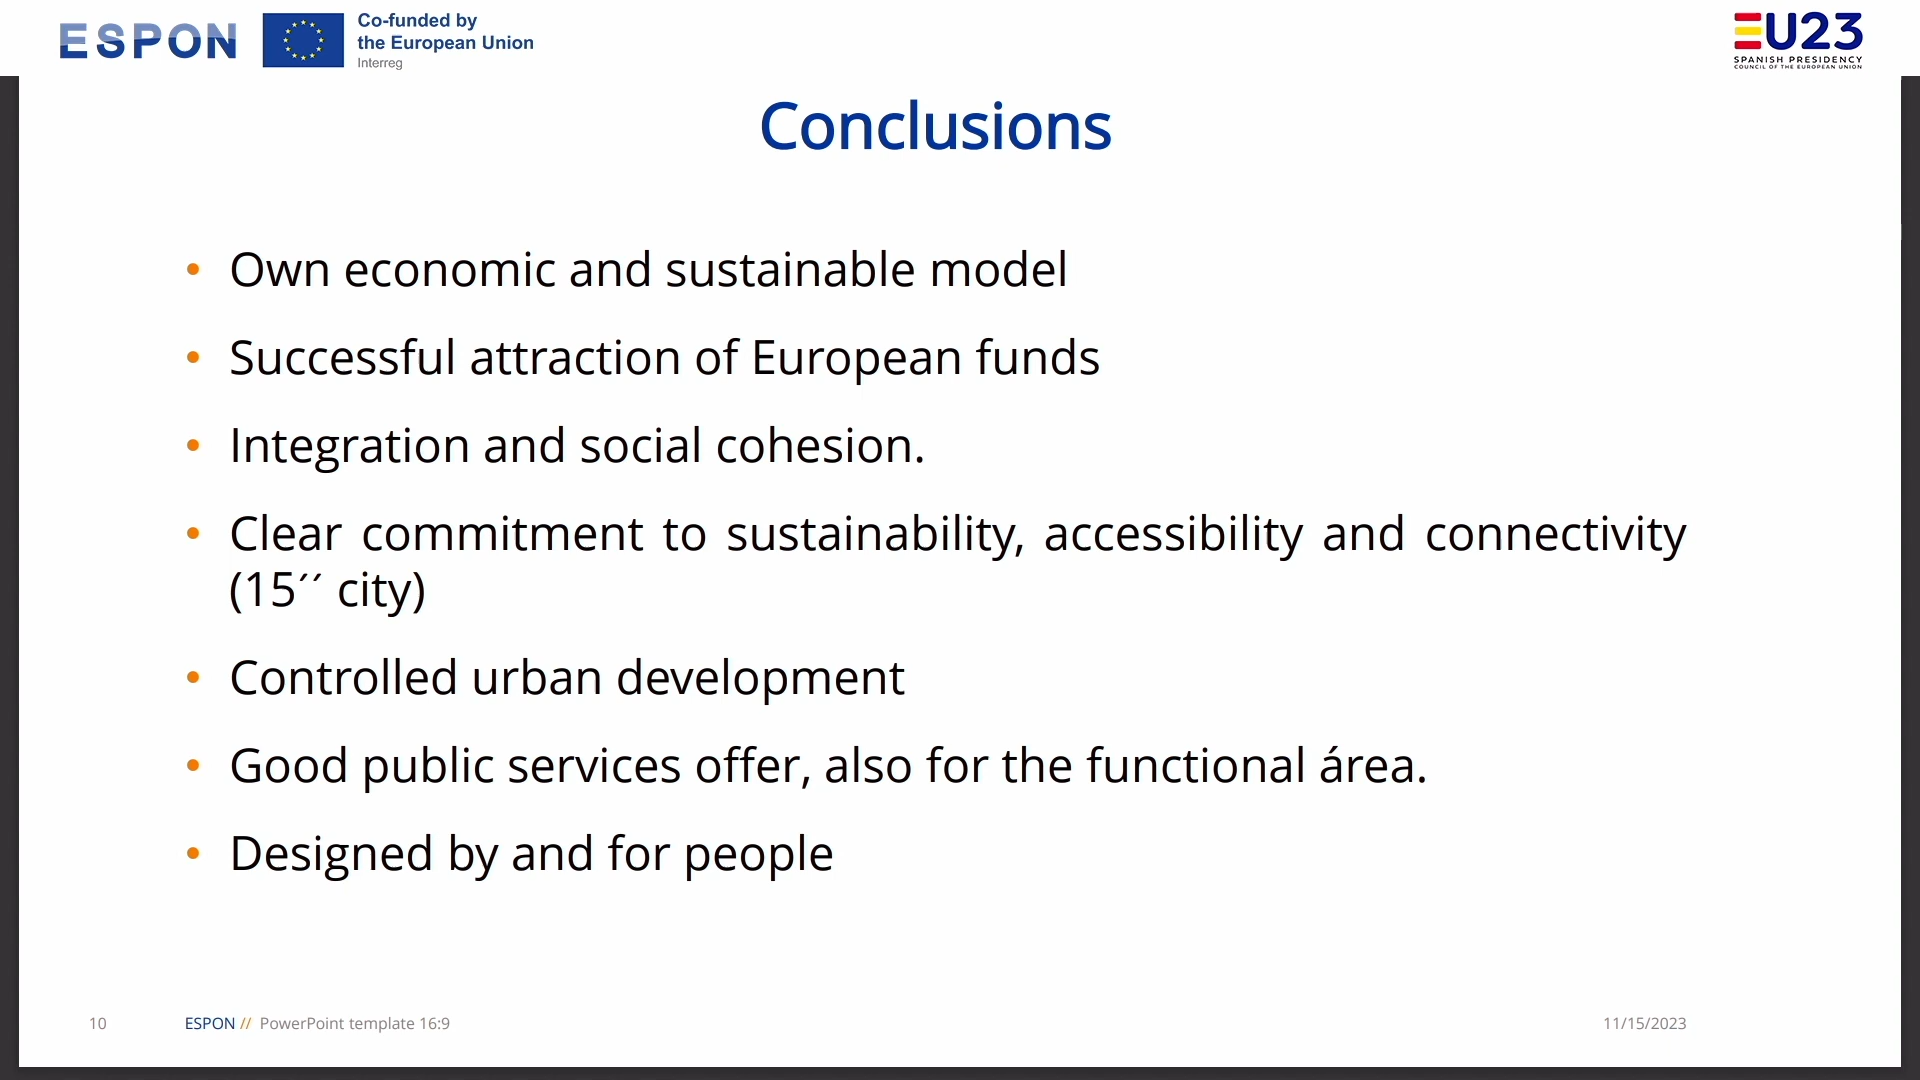 ESPON
Co-funded by
the European Union
Interreg
EU23
SPANISH PRESIDENCY
COUNCIL OF THE EUROPEAN UNION
Conclusions
• Own economic and sustainable model
• Successful attraction of European funds
• Integration and social cohesion.
• Clear commitment to sustainability, accessibility and connectivity
(15´´ city)
• Controlled urban development
• Good public services offer, also for the functional área.
• Designed by and for people
10
ESPON // PowerPoint template 16:9
11/15/2023